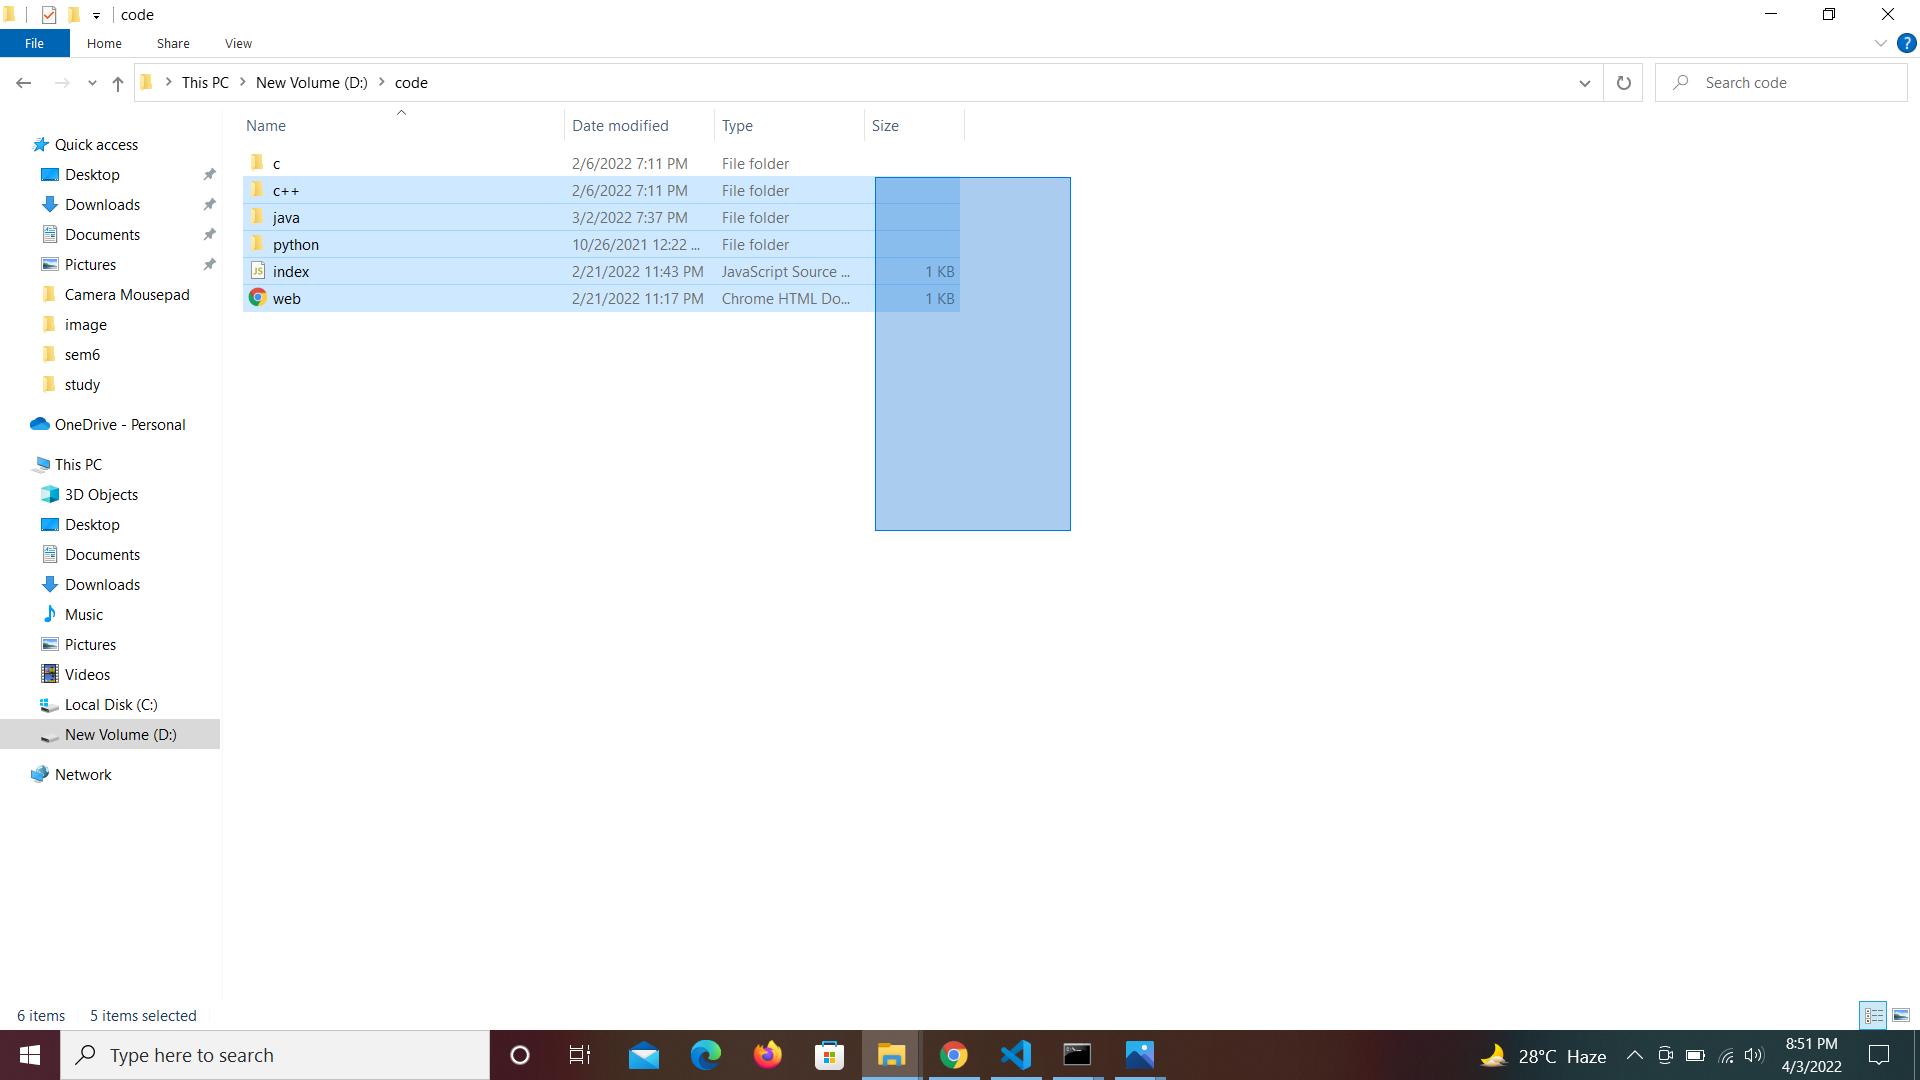 code
File Home Share View
This PC New Volume (D:) code Search code
Name Date modified Type Size
c 2/6/2022 7:11 PM File folder
c++ 2/6/2022 7:11 PM File folder
java 3/2/2022 7:37 PM File folder
python 10/26/2021 12:22 ... File folder
index 2/21/2022 11:43 PM JavaScript Source ... 1 KB
web 2/21/2022 11:17 PM Chrome HTML Do... 1 KB
Quick access
Desktop
Downloads
Documents
Pictures
Camera Mousepad
image
sem6
study
OneDrive - Personal
This PC
3D Objects
Desktop
Documents
Downloads
Music
Pictures
Videos
Local Disk (C:)
New Volume (D:)
Network
6 items 5 items selected
Type here to search
28°C Haze
8:51 PM
4/3/2022